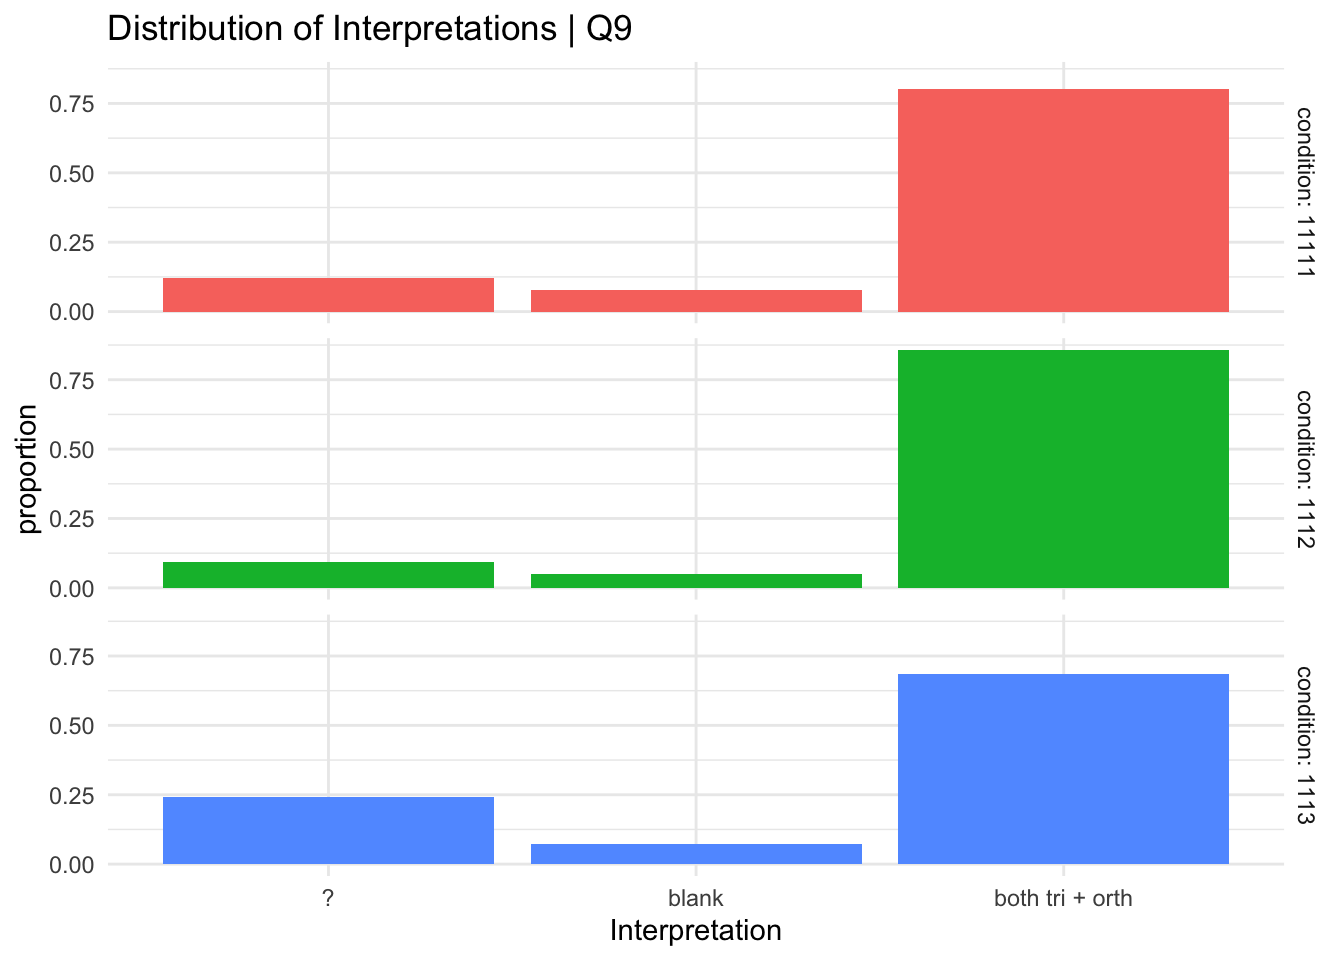 Distribution of Interpretations | Q9
proportion
0.75
0.50
0.25
0.00
condition: 11111
0.75
0.50
0.25
0.00
condition: 1112
0.75
0.50
0.25
0.00
condition: 1113
?
blank
both tri + orth
Interpretation